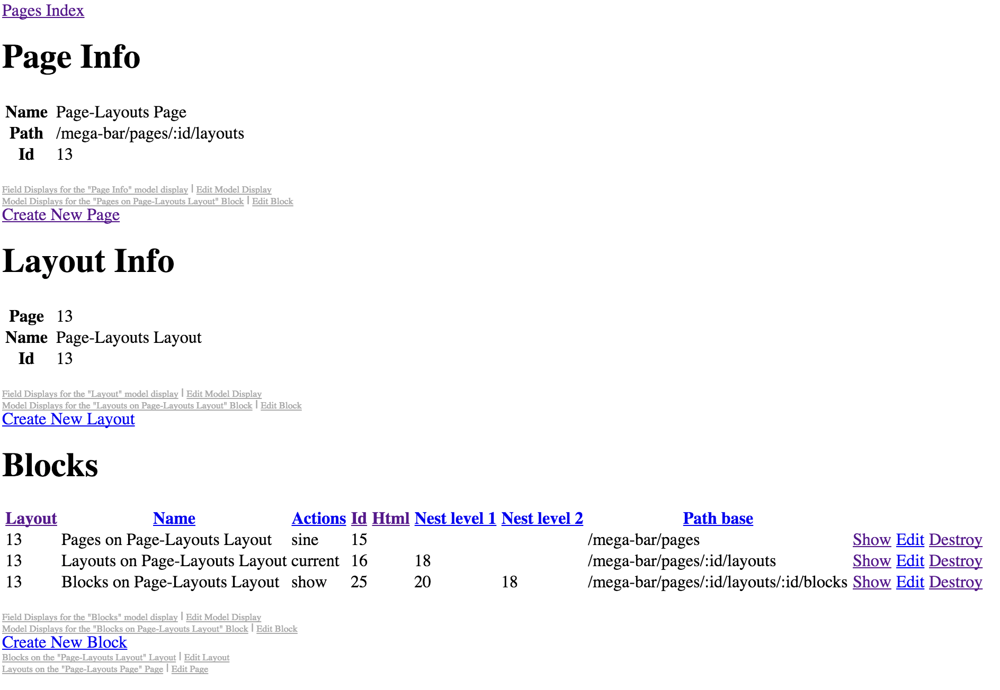 Pages Index
Page Info
Name Page-Layouts Page
Path /mega-bar/pages/:id/layouts
Id 13
Field Displays for the "Page Info" model display | Edit Model Display
Model Displays for the "Pages on Page-Layouts Layout" Block | Edit Block
Create New Page
Layout Info
Page 13
Name Page-Layouts Layout
Id 13
Field Displays for the "Layout" model display | Edit Model Display
Model Displays for the "Layouts on Page-Layouts Layout" Block | Edit Block
Create New Layout
Blocks
Layout Name Actions Id Html Nest level 1 Nest level 2 Path base
13 Pages on Page-Layouts Layout sine 15 /mega-bar/pages Show Edit Destroy
13 Layouts on Page-Layouts Layout current 16 18 /mega-bar/pages/:id/layouts Show Edit Destroy
13 Blocks on Page-Layouts Layout show 25 20 18 /mega-bar/pages/:id/layouts/:id/blocks Show Edit Destroy
Field Displays for the "Blocks" model display | Edit Model Display
Model Displays for the "Blocks on Page-Layouts Layout" Block | Edit Block
Create New Block
Blocks on the "Page-Layouts Layout" Layout | Edit Layout
Layouts on the "Page-Layouts Page" Page | Edit Page